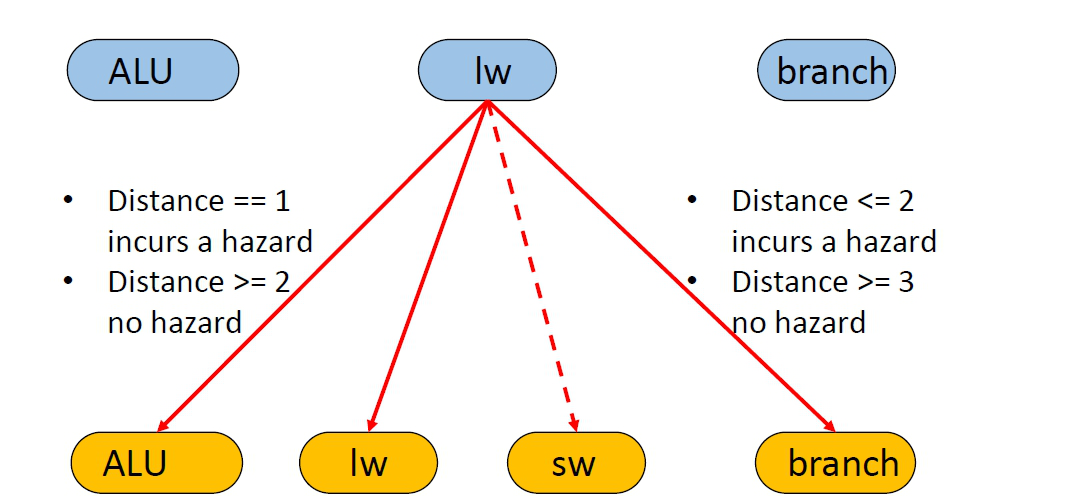 ALU
lw
branch
• Distance == 1
incurs a hazard
• Distance >= 2
no hazard
• Distance <= 2
incurs a hazard
• Distance >= 3
no hazard
ALU
lw
sw
branch